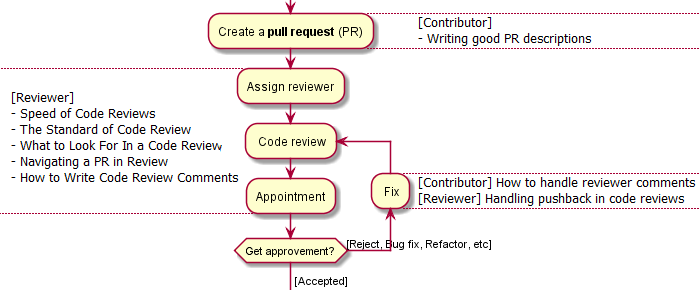 Create a pull request (PR)
[Contributor]
- Writing good PR descriptions
Assign reviewer
[Reviewer]
- Speed of Code Reviews
- The Standard of Code Review
- What to Look For In a Code Review
- Navigating a PR in Review
- How to Write Code Review Comments
Code review
Appointment
Fix
[Contributor] How to handle reviewer comments
[Reviewer] Handling pushback in code reviews
Get approvement?
[Reject, Bug fix, Refactor, etc]
[Accepted]